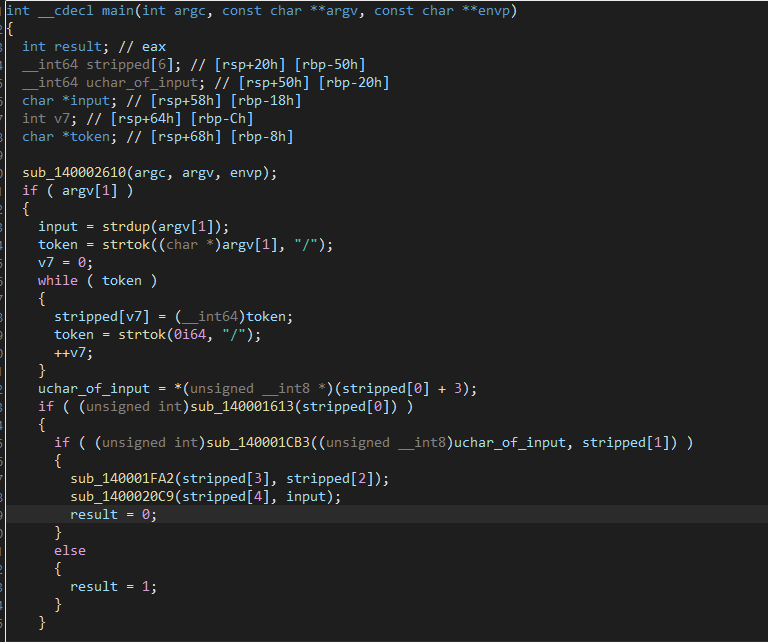 int __cdecl main(int argc, const char **argv, const char **envp)
{
int result; // eax
__int64 stripped[6]; // [rsp+20h] [rbp-50h]
__int64 uchar_of_input; // [rsp+50h] [rbp-20h]
char *input; // [rsp+58h] [rbp-18h]
int v7; // [rsp+64h] [rbp-Ch]
char *token; // [rsp+68h] [rbp-8h]
sub_140002610(argc, argv, envp);
if ( argv[1] )
{
input = strdup(argv[1]);
token = strtok((char *)argv[1], "/");
v7 = 0;
while ( token )
{
stripped[v7] = (__int64)token;
token = strtok(0i64, "/");
++v7;
}
uchar_of_input = *(unsigned __int8 *)(stripped[0] + 3);
if ( (unsigned int)sub_140001613(stripped[0]) )
{
if ( (unsigned int)sub_140001CB3((unsigned __int8)uchar_of_input, stripped[1]) )
{
sub_140001FA2(stripped[3], stripped[2]);
sub_1400020C9(stripped[4], input);
result = 0;
}
else
{
result = 1;
}
}